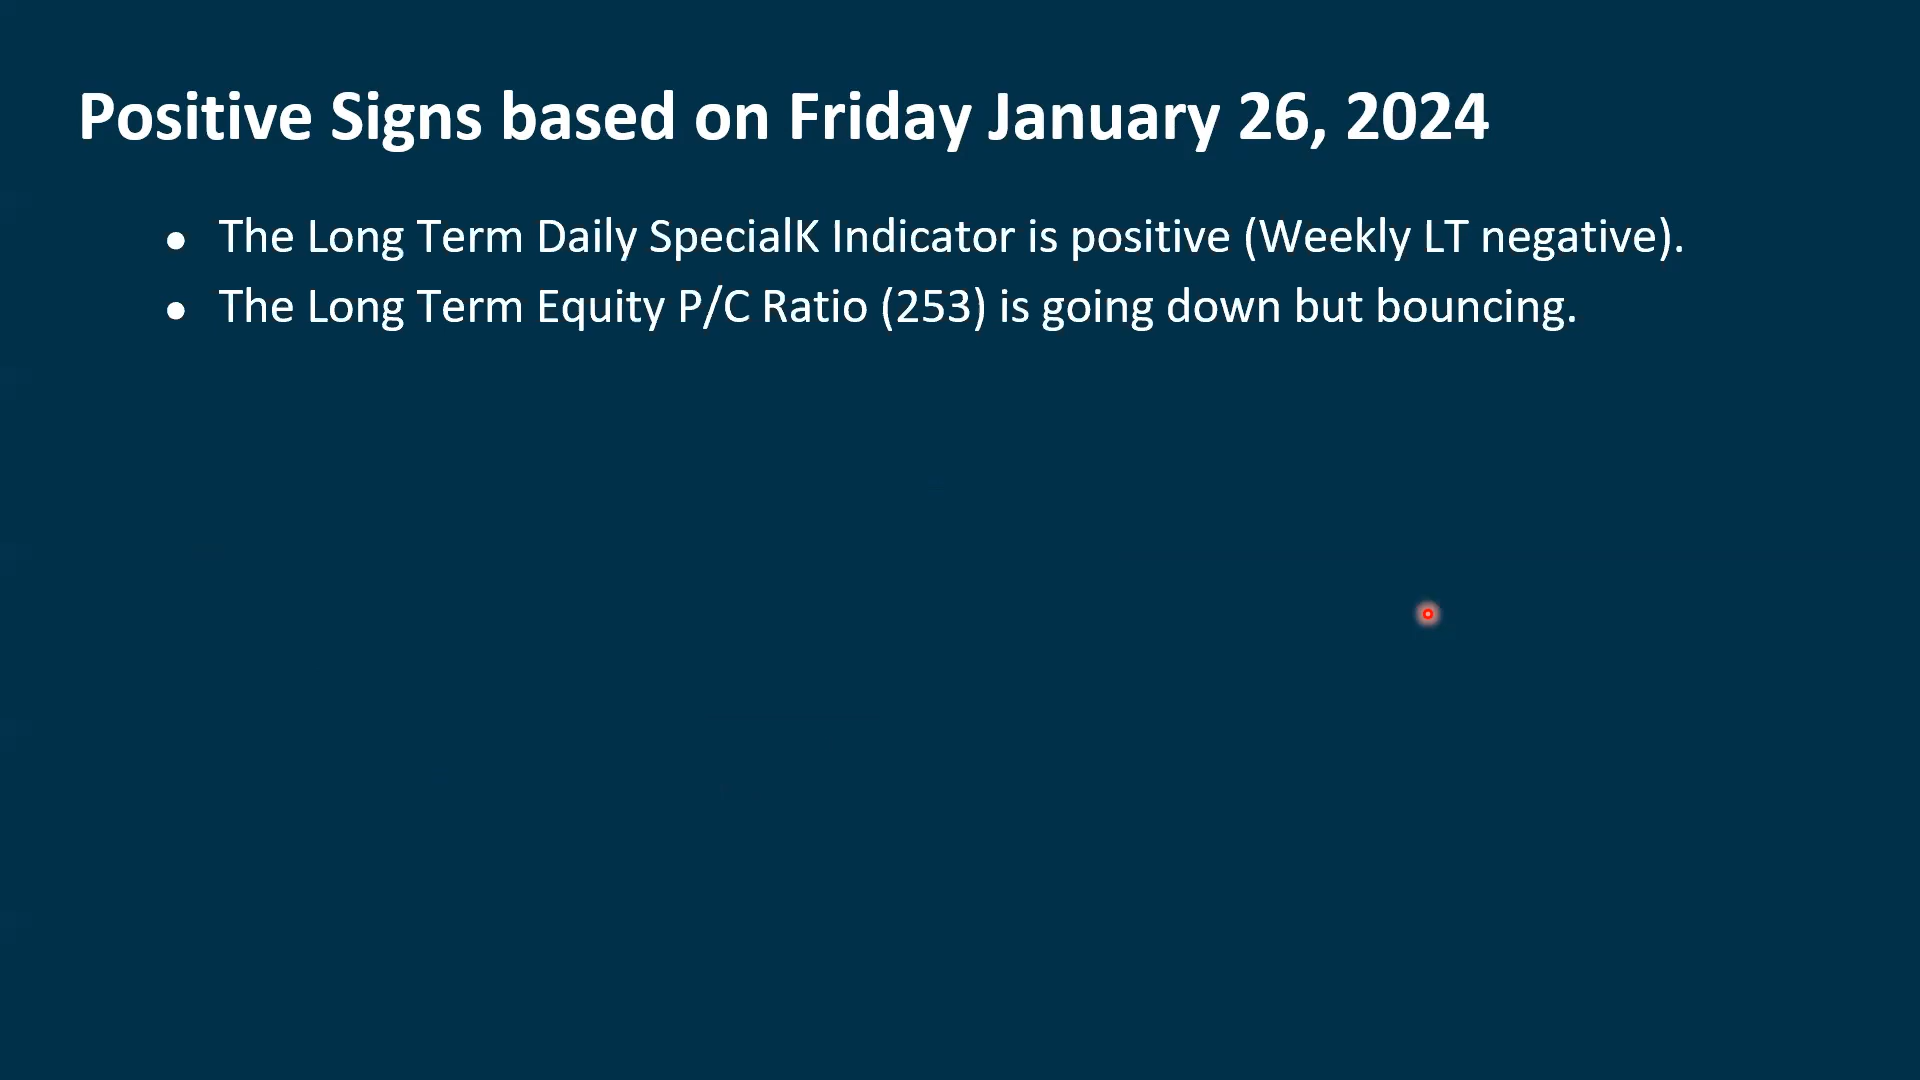 Positive Signs based on Friday January 26, 2024
● The Long Term Daily SpecialK Indicator is positive (Weekly LT negative).
● The Long Term Equity P/C Ratio (253) is going down but bouncing.